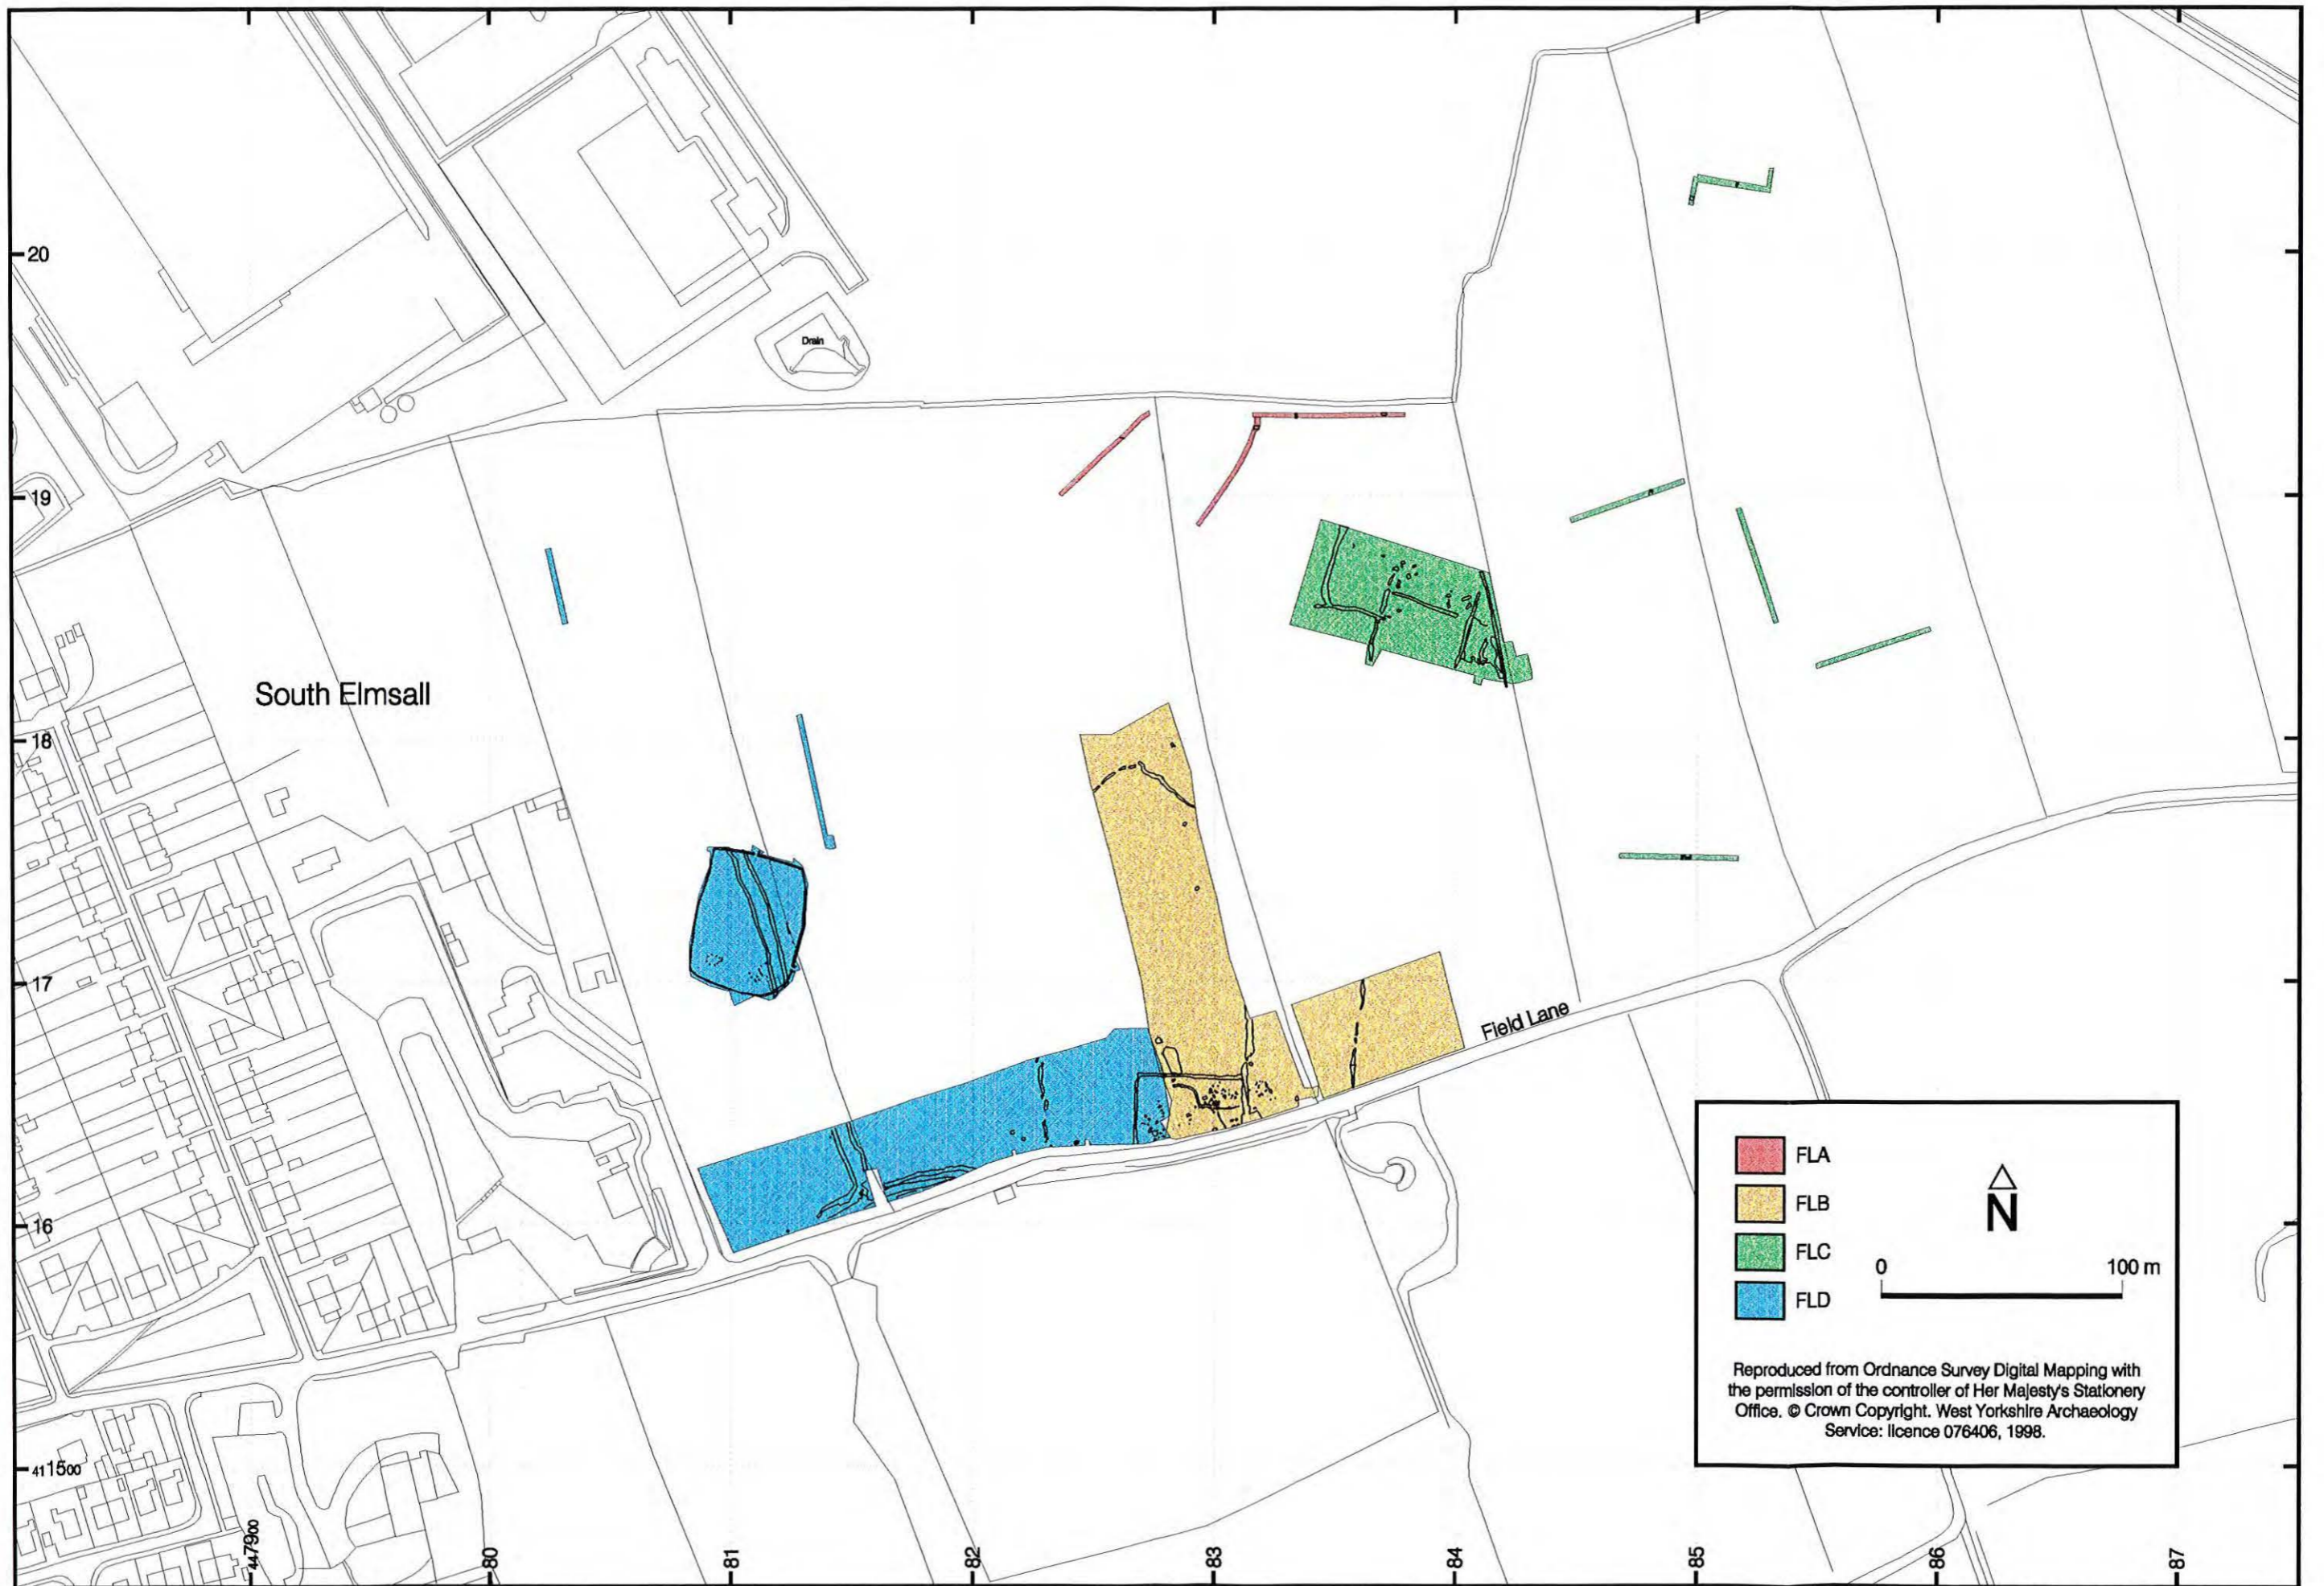 20
Drain
19
South Elmsall
18
17
Field Lane
16
411500
447900
80
81
82
83
84
85
86
87
FLA
FLB
FLC
FLD
N
0 100 m
Reproduced from Ordnance Survey Digital Mapping with
the permission of the controller of Her Majesty's Stationery
Office. © Crown Copyright. West Yorkshire Archaeology
Service: licence 076406, 1998.